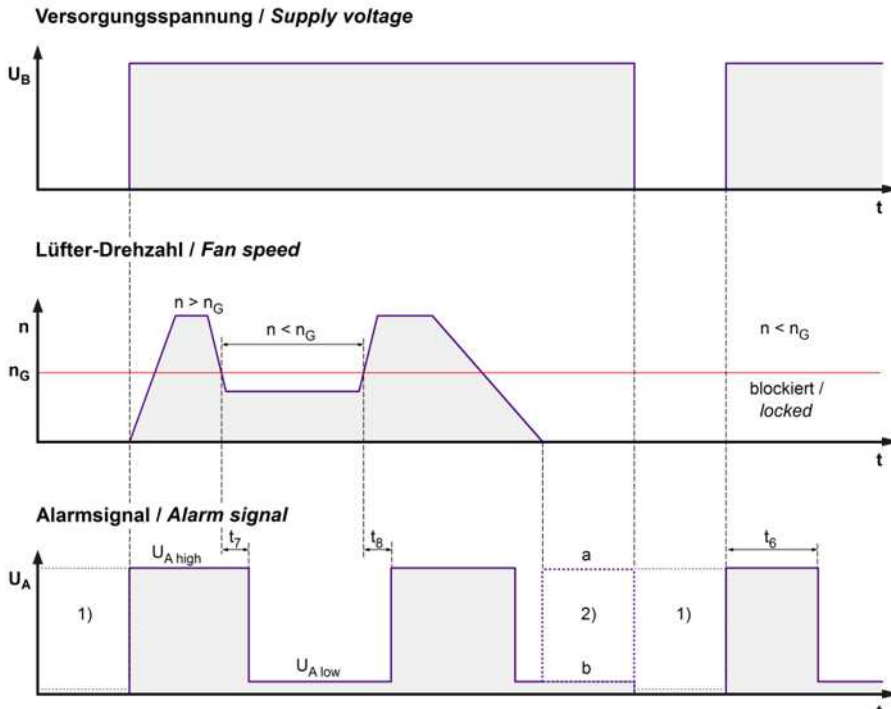 Versorgungsspannung / Supply voltage
U_B
t
Lüfter-Drehzahl / Fan speed
n > n_G
n
n < n_G
n < n_G
n_G
blockiert /
locked
t
Alarmsignal / Alarm signal
t_7
t_8
t_6
U_A high
a
U_A
1)
2)
1)
U_A low
b
t